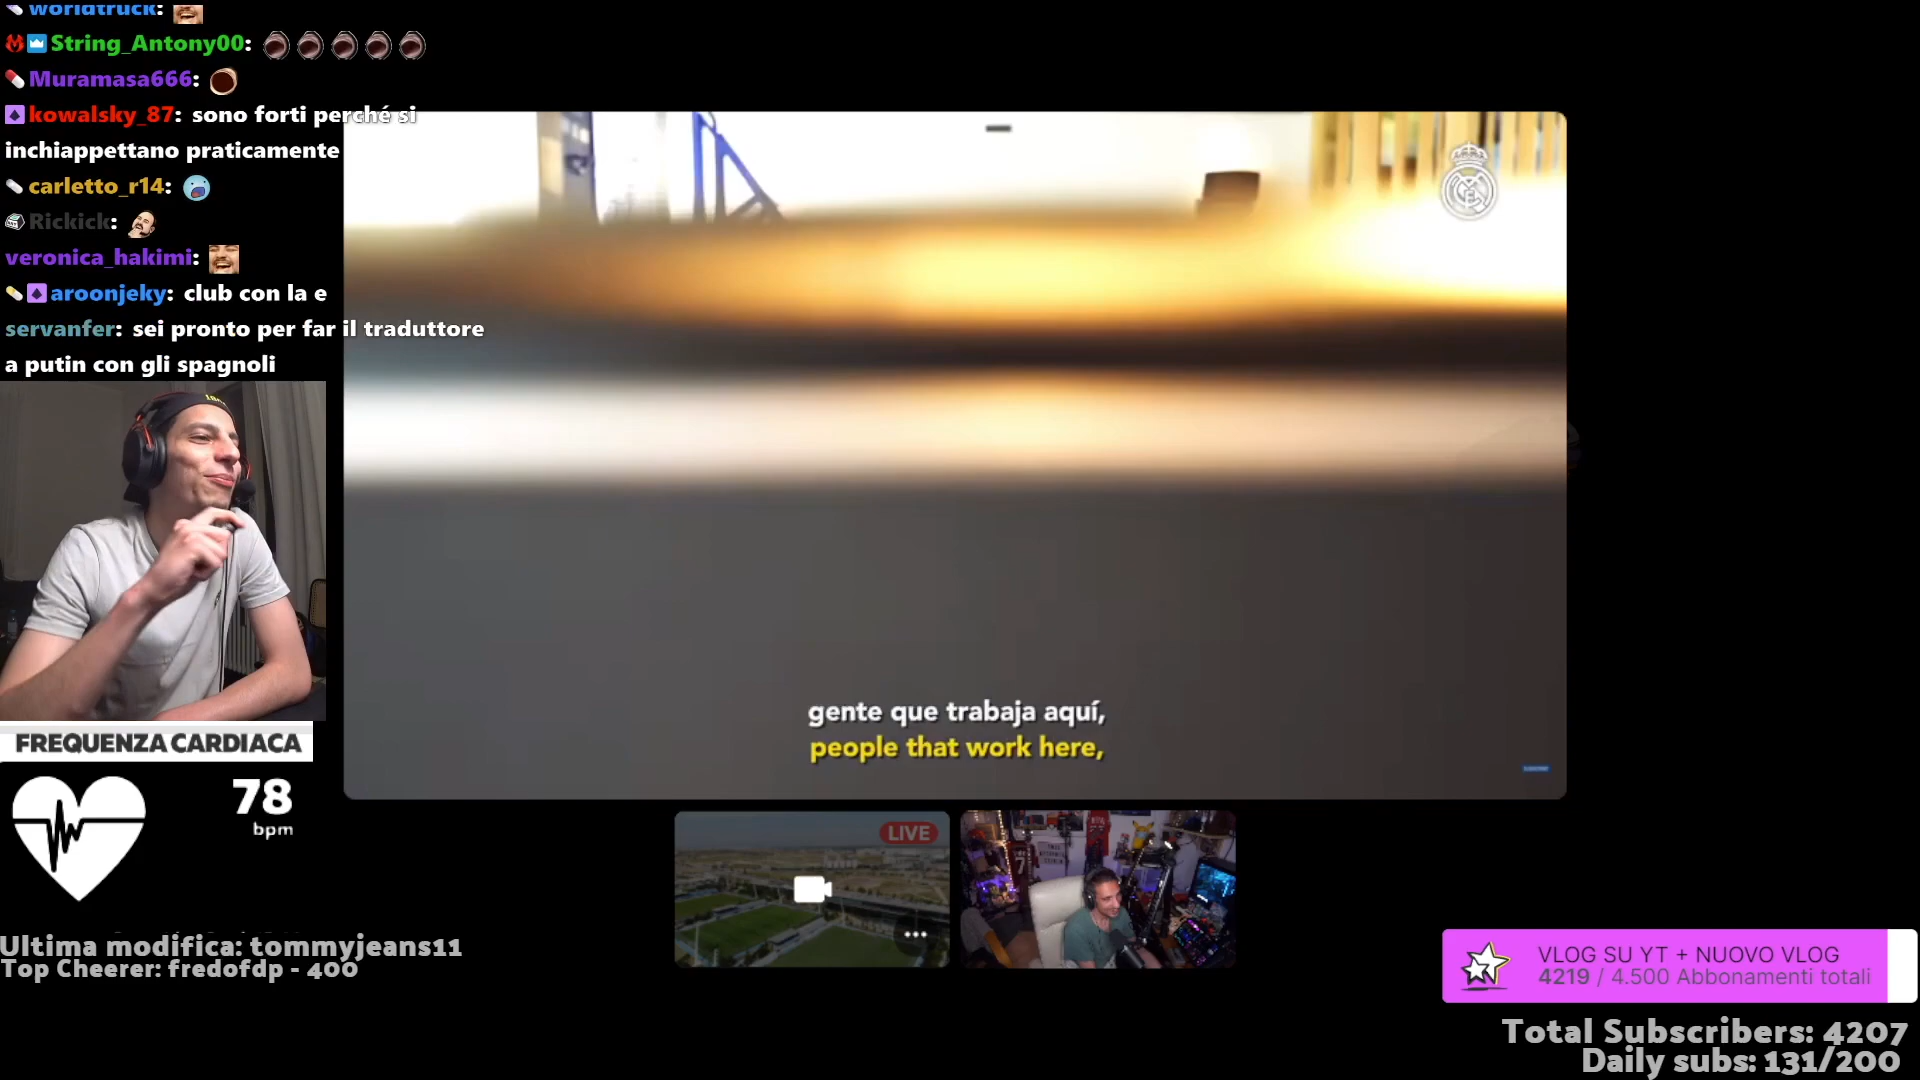 worldtruck:
String_Antony00:
Muramasa666:
kowalsky_87: sono forti perché si
inchiappettano praticamente
carletto_r14:
Rickick:
veronica_hakimi:
aroonjeky: club con la e
servanfer: sei pronto per far il traduttore
a putin con gli spagnoli
FREQUENZA CARDIACA
78
bpm
gente que trabaja aquí,
people that work here,
LIVE
Ultima modifica: tommyjeans11
Top Cheerer: fredofdp - 400
VLOG SU YT + NUOVO VLOG
4219 / 4.500 Abbonamenti totali
Total Subscribers: 4207
Daily subs: 131/200